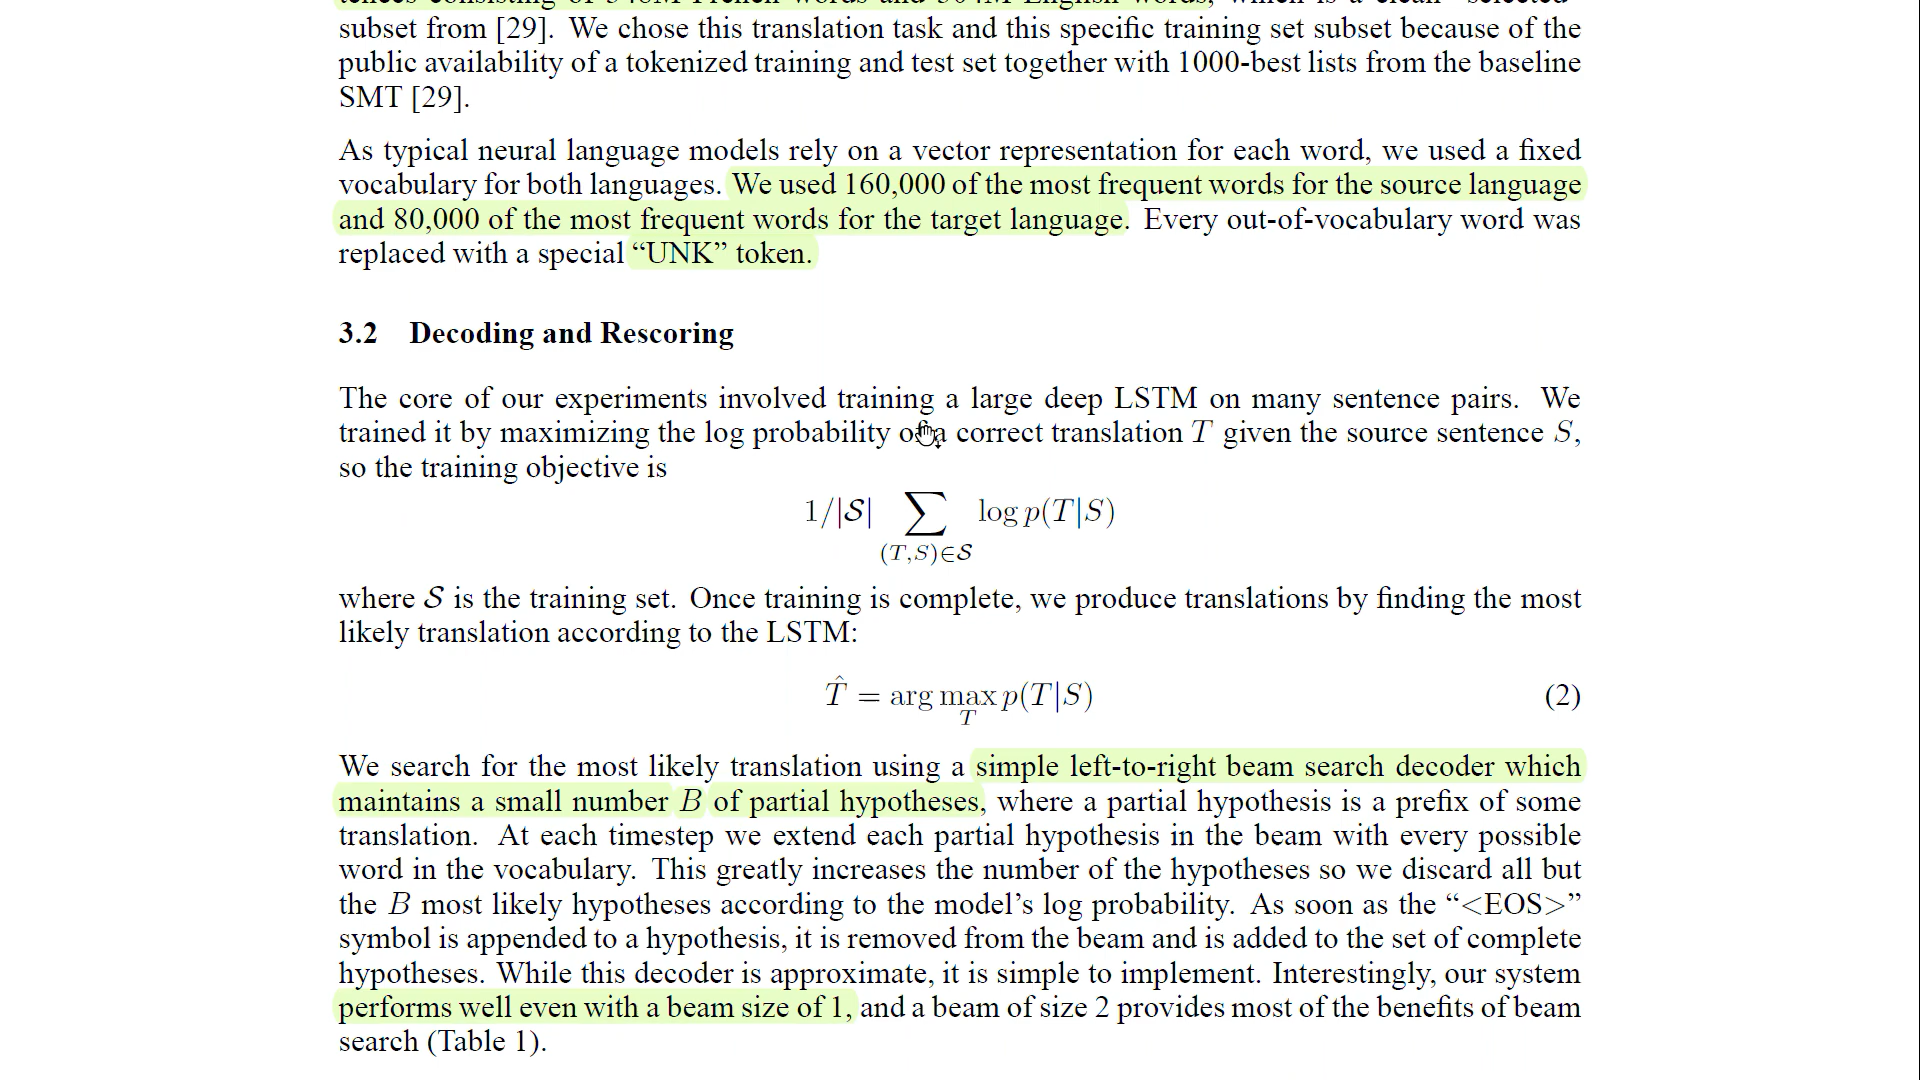 tences consisting of 348M French words and 304M English words, which is a clean "selected"
subset from [29]. We chose this translation task and this specific training set subset because of the
public availability of a tokenized training and test set together with 1000-best lists from the baseline
SMT [29].
As typical neural language models rely on a vector representation for each word, we used a fixed
vocabulary for both languages. We used 160,000 of the most frequent words for the source language
and 80,000 of the most frequent words for the target language. Every out-of-vocabulary word was
replaced with a special “UNK” token.
3.2 Decoding and Rescoring
The core of our experiments involved training a large deep LSTM on many sentence pairs. We
trained it by maximizing the log probability of a correct translation T given the source sentence S,
so the training objective is
1/|𝒮| ∑ log p(T|S)
(T,S)∈𝒮
where 𝒮 is the training set. Once training is complete, we produce translations by finding the most
likely translation according to the LSTM:
T̂ = arg max p(T|S) (2)
T
We search for the most likely translation using a simple left-to-right beam search decoder which
maintains a small number B of partial hypotheses, where a partial hypothesis is a prefix of some
translation. At each timestep we extend each partial hypothesis in the beam with every possible
word in the vocabulary. This greatly increases the number of the hypotheses so we discard all but
the B most likely hypotheses according to the model’s log probability. As soon as the “<EOS>”
symbol is appended to a hypothesis, it is removed from the beam and is added to the set of complete
hypotheses. While this decoder is approximate, it is simple to implement. Interestingly, our system
performs well even with a beam size of 1, and a beam of size 2 provides most of the benefits of beam
search (Table 1).